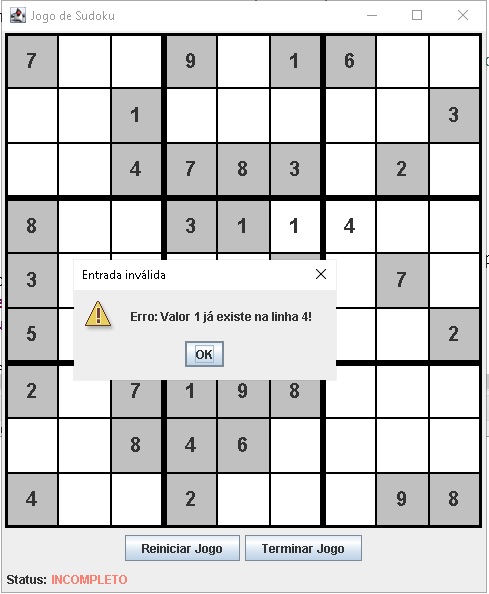 Jogo de Sudoku
7 9 1 6
1 3
4 7 8 3 2
8 3 1 1 4
3 7
5 2
Entrada inválida
Erro: Valor 1 já existe na linha 4!
OK
2 7 1 9 8
8 4 6
4 2 9 8
Reiniciar Jogo Terminar Jogo
Status: INCOMPLETO